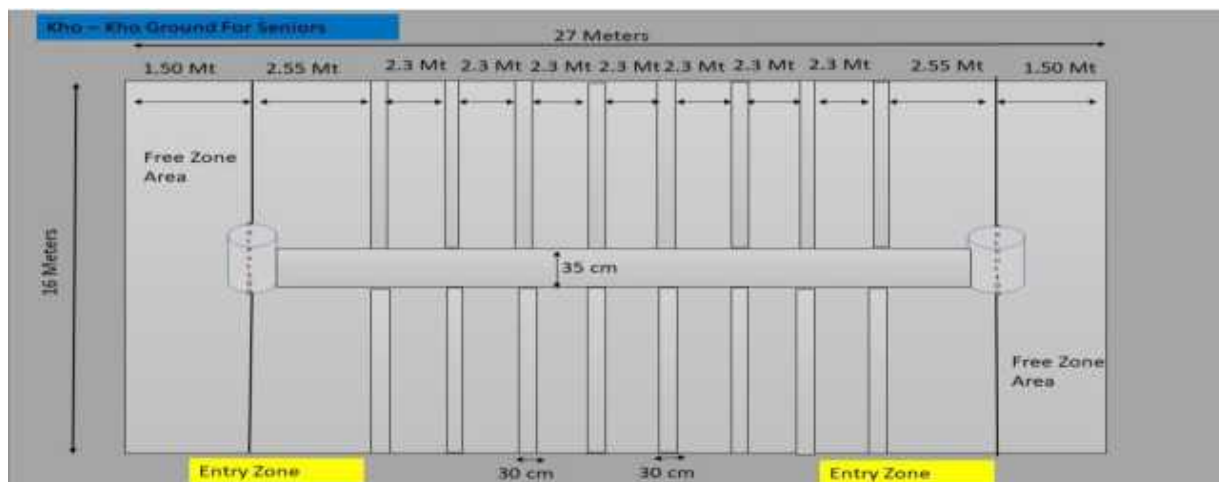 Kho – Kho Ground For Seniors
27 Meters
1.50 Mt 2.55 Mt 2.3 Mt 2.3 Mt 2.3 Mt 2.3 Mt 2.3 Mt 2.3 Mt 2.3 Mt 2.55 Mt 1.50 Mt
Free Zone
Area
16 Meters
35 cm
Free Zone
Area
Entry Zone
30 cm
30 cm
Entry Zone